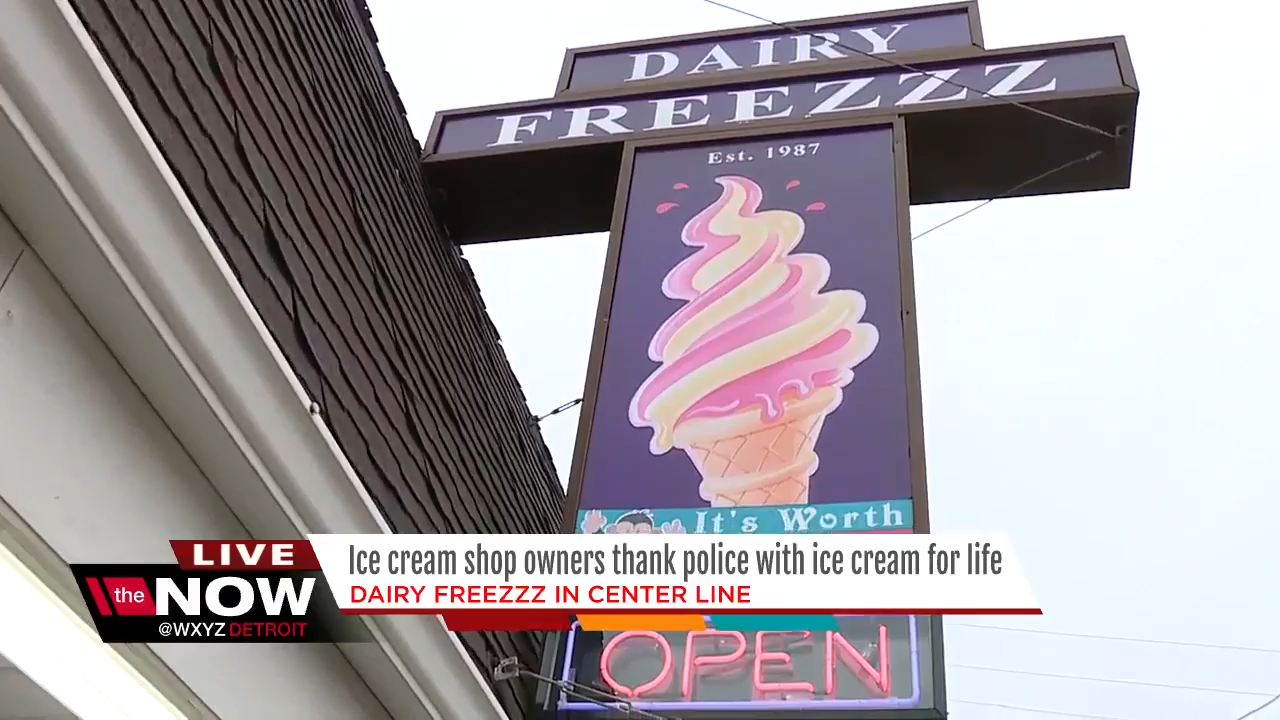 DAIRY
FREEZZZ
Est. 1987
It's Worth
LIVE
the NOW
@WXYZ DETROIT
Ice cream shop owners thank police with ice cream for life
DAIRY FREEZZZ IN CENTER LINE
OPEN